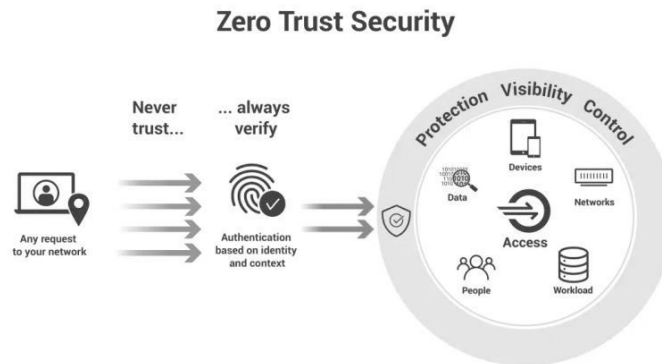 Zero Trust Security
Never
trust...
... always
verify
Any request
to your network
Authentication
based on identity
and context
Protection Visibility Control
Devices
Data
Networks
Access
People
Workload